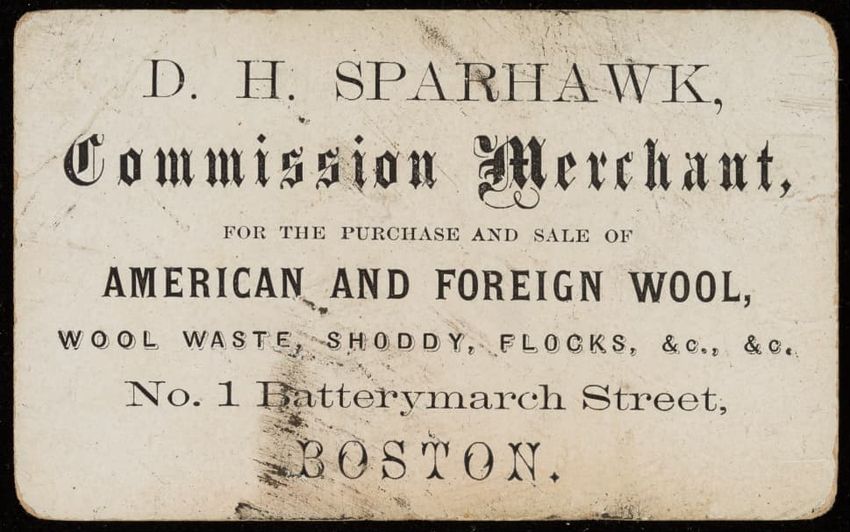 D. H. SPARHAWK,
Commission Merchant,
FOR THE PURCHASE AND SALE OF
AMERICAN AND FOREIGN WOOL,
WOOL WASTE, SHODDY, FLOCKS, &c., &c.
No. 1 Batterymarch Street,
BOSTON.